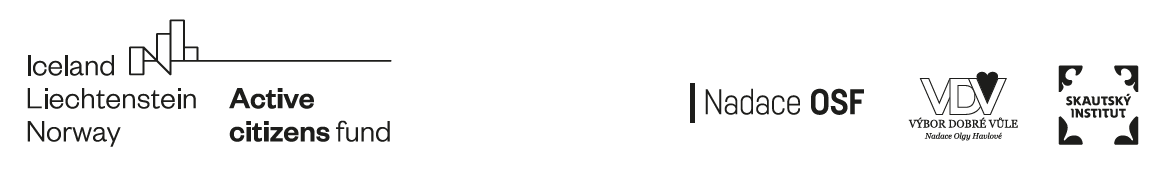 Iceland
Liechtenstein
Norway
Active
citizens fund
Nadace OSF
VDV
VÝBOR DOBRÉ VŮLE
Nadace Olgy Havlové
SKAUTSKÝ
INSTITUT